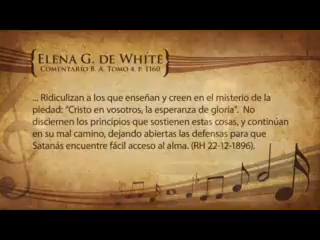 ELENA G. DE WHITE
COMENTARIO B. A. TOMO 4, P. 1160
... Ridiculizan a los que enseñan y creen en el misterio de la
piedad: "Cristo en vosotros, la esperanza de gloria". No
disciernen los principios que sostienen estas cosas, y continúan
en su mal camino, dejando abiertas las defensas para que
Satanás encuentre fácil acceso al alma. (RH 22-12-1896).